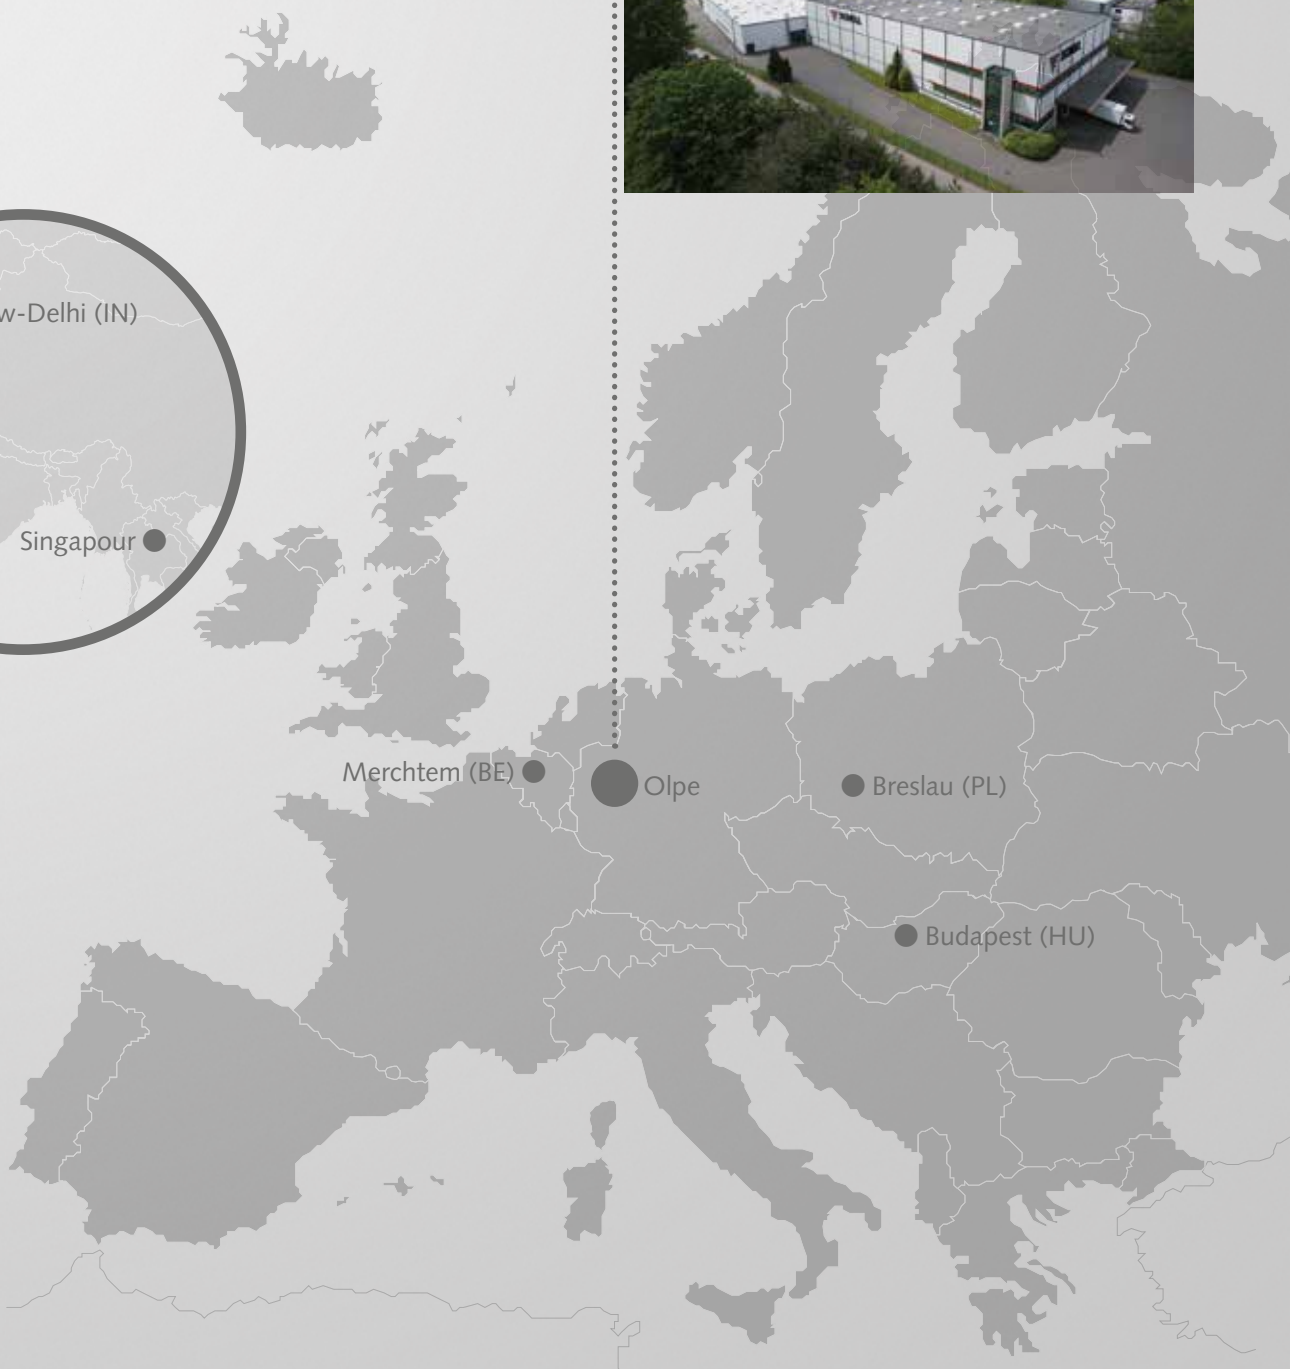 w-Delhi (IN)
Singapour
Merchtem (BE)
Olpe
Breslau (PL)
Budapest (HU)